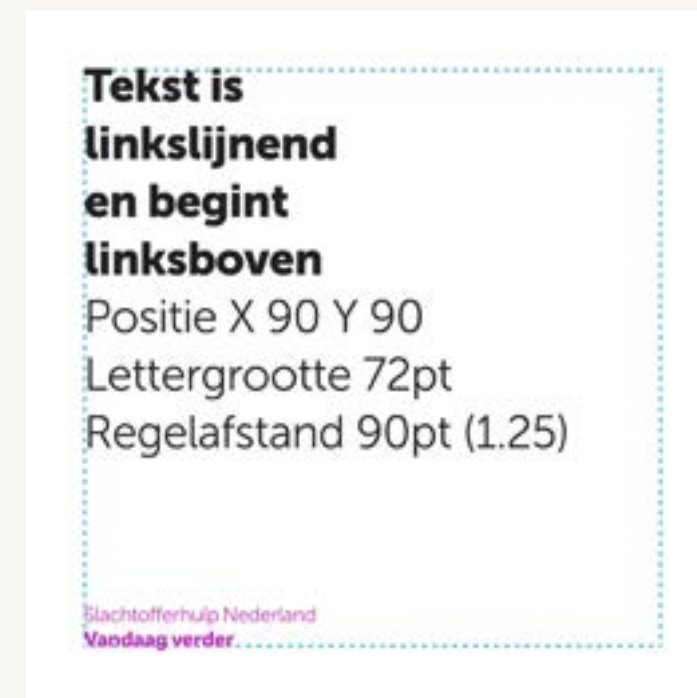 Tekst is
linkslijnend
en begint
linksboven
Positie X 90 Y 90
Lettergrootte 72pt
Regelafstand 90pt (1.25)
Slachtofferhulp Nederland
Vandaag verder